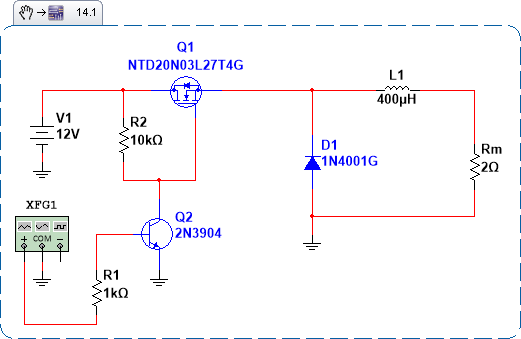 14.1
Q1
NTD20N03L27T4G
L1
400µH
V1
12V
R2
10kΩ
D1
1N4001G
Rm
2Ω
XFG1
COM
Q2
2N3904
R1
1kΩ